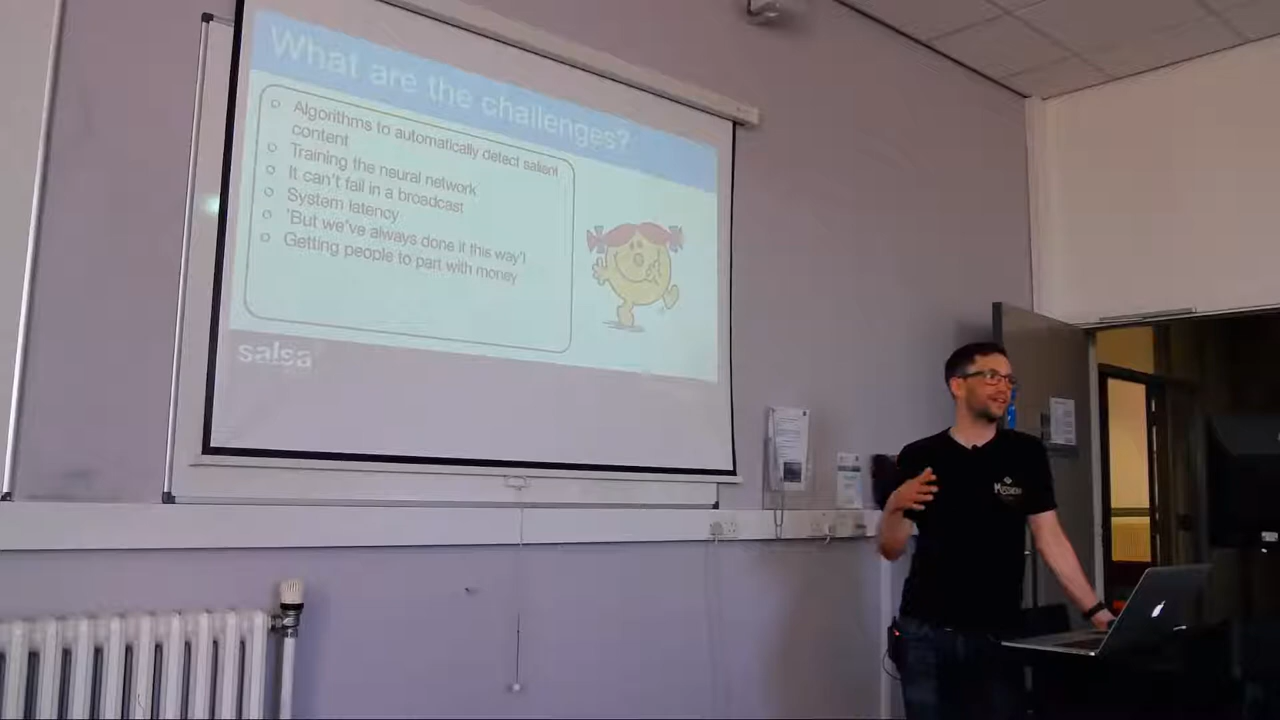 What are the challenges?
Algorithms to automatically detect salient
content
Training the neural network
It can't fail in a broadcast
System latency
'But we've always done it this way'!
Getting people to part with money
salsa